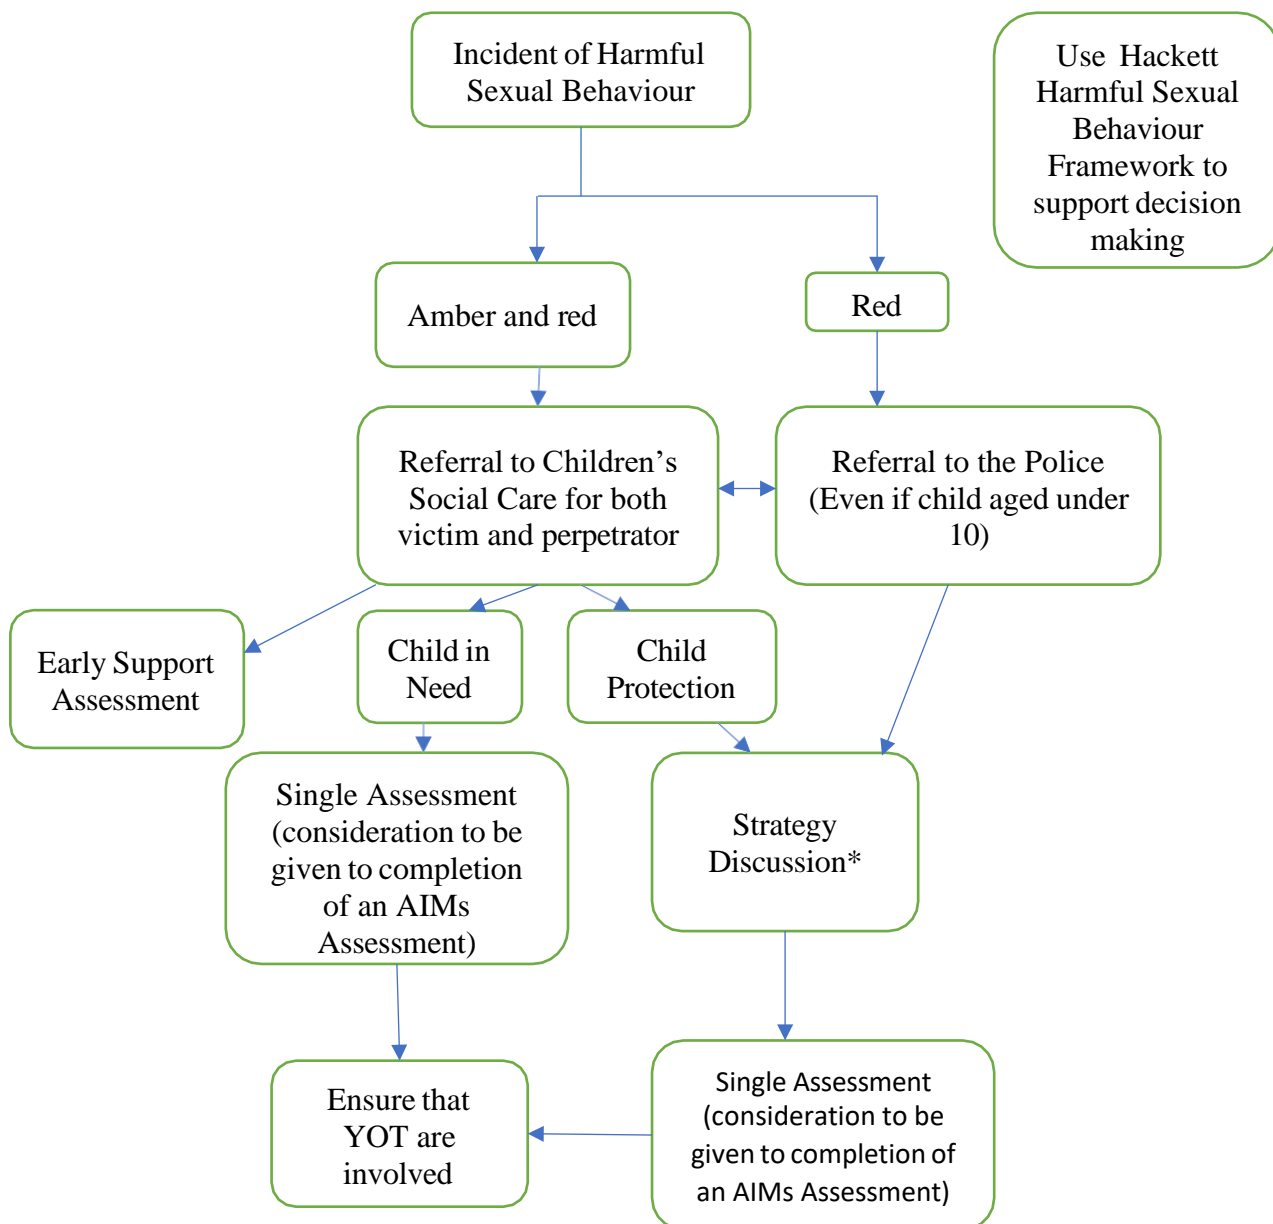 Incident of Harmful
Sexual Behaviour
Use Hackett
Harmful Sexual
Behaviour
Framework to
support decision
making
Amber and red
Red
Referral to Children’s
Social Care for both
victim and perpetrator
Referral to the Police
(Even if child aged under
10)
Early Support
Assessment
Child in
Need
Child
Protection
Single Assessment
(consideration to be
given to completion
of an AIMs
Assessment)
Strategy
Discussion*
Ensure that
YOT are
involved
Single Assessment
(consideration to be
given to completion of
an AIMs Assessment)